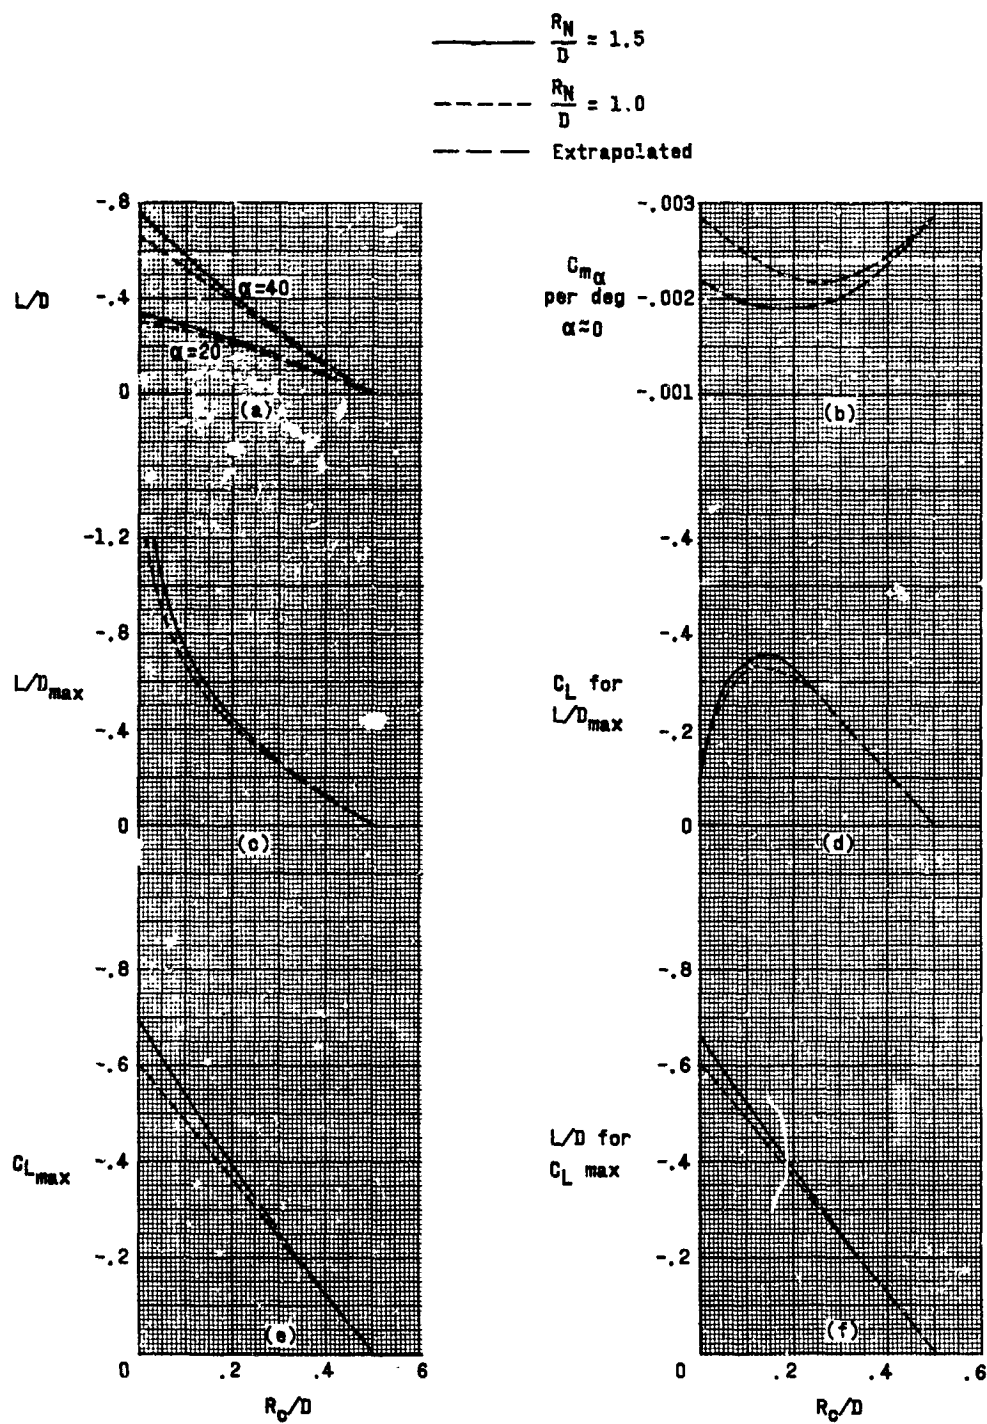 R_N/D = 1.5
R_N/D = 1.0
Extrapolated
-.8
L/D
-.4
α=40
α=20
0
(a)
-.003
C_mα
per deg
α≈0
-.002
-.001
(b)
-1.2
-.8
L/D_max
-.4
0
(c)
-.4
-.4
C_L for
L/D_max
-.2
0
(d)
-.8
-.6
C_L_max
-.4
-.2
(e)
0
.2
.4
.6
R_c/D
-.8
-.6
L/D for
C_L max
-.4
-.2
(f)
0
.2
.4
.6
R_c/D